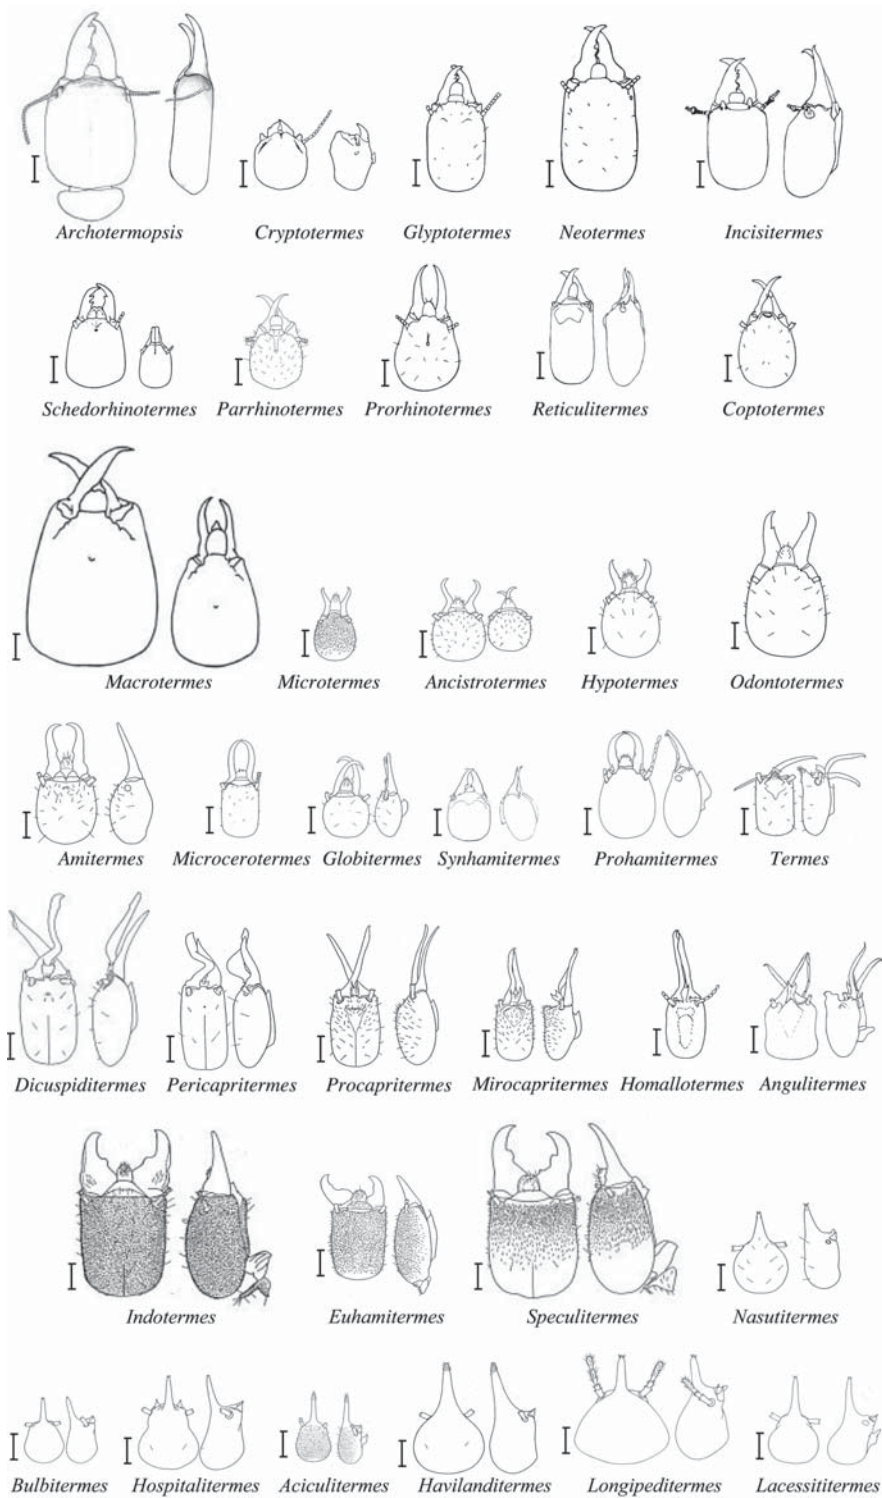 Archotermopsis Cryptotermes Glyptotermes Neotermes Incisitermes
Schedorhinotermes Parrhinotermes Prorhinotermes Reticulitermes Coptotermes
Macrotermes Microtermes Ancistrotermes Hypotermes Odontotermes
Amitermes Microcerotermes Globitermes Synhamitermes Prohamitermes Termes
Dicuspiditermes Pericapritermes Procapritermes Mirocapritermes Homallotermes Angulitermes
Indotermes Euhamitermes Speculitermes Nasutitermes
Bulbitermes Hospitalitermes Aciculitermes Havilanditermes Longipeditermes Lacessititermes